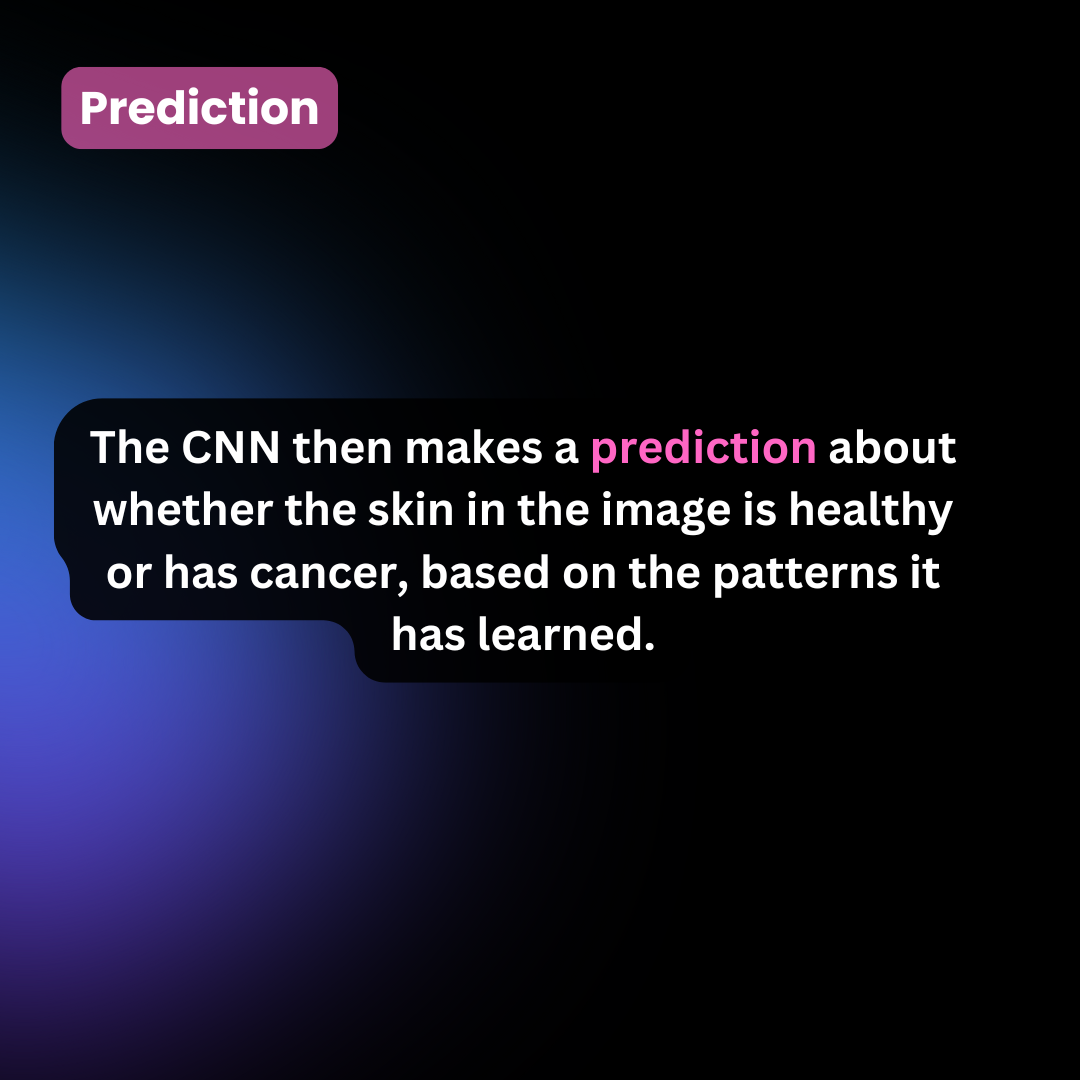 Prediction
The CNN then makes a prediction about
whether the skin in the image is healthy
or has cancer, based on the patterns it
has learned.